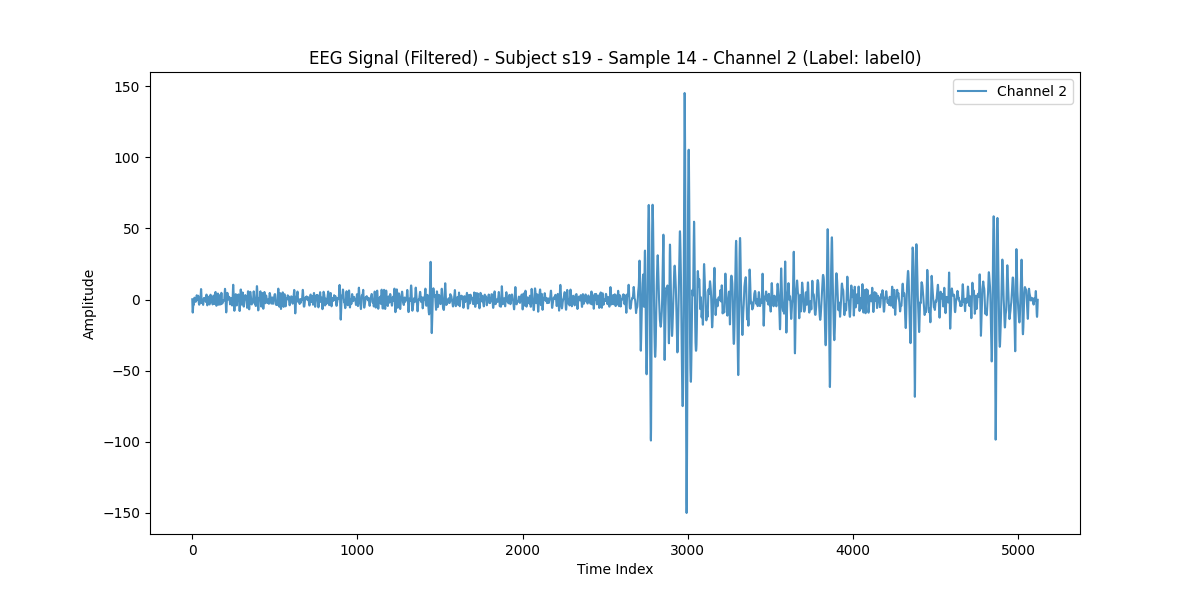 EEG Signal (Filtered) - Subject s19 - Sample 14 - Channel 2 (Label: label0)
Channel 2
150
100
50
0
−50
−100
−150
Amplitude
0 1000 2000 3000 4000 5000
Time Index